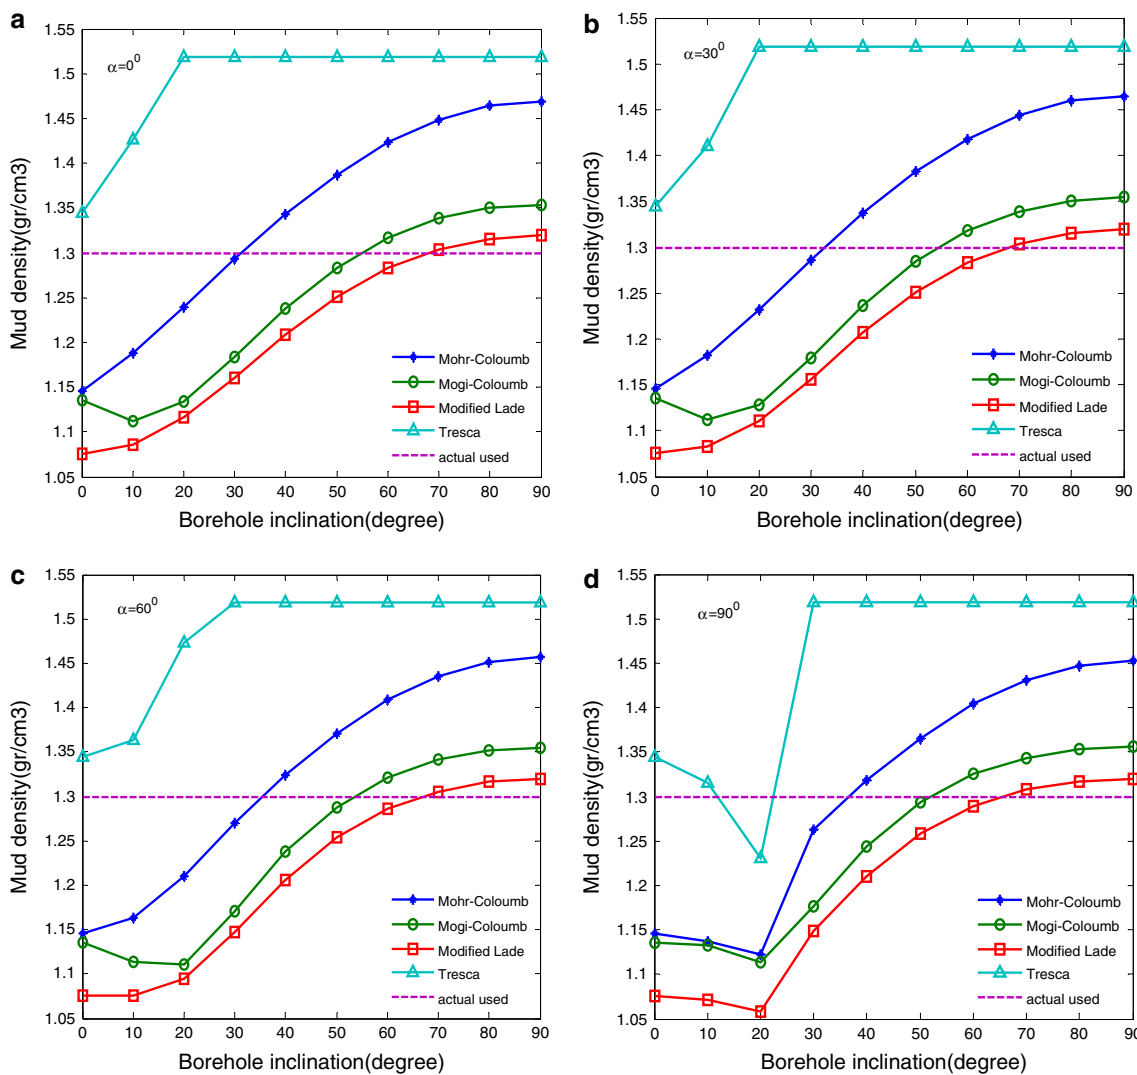 a
α=0⁰
Mud density(gr/cm3)
1.55
1.5
1.45
1.4
1.35
1.3
1.25
1.2
1.15
1.1
1.05
0 10 20 30 40 50 60 70 80 90
Borehole inclination(degree)
Mohr-Coloumb
Mogi-Coloumb
Modified Lade
Tresca
actual used
b
α=30⁰
Mud density(gr/cm3)
1.55
1.5
1.45
1.4
1.35
1.3
1.25
1.2
1.15
1.1
1.05
0 10 20 30 40 50 60 70 80 90
Borehole inclination(degree)
Mohr-Coloumb
Mogi-Coloumb
Modified Lade
Tresca
actual used
c
α=60⁰
Mud density(gr/cm3)
1.55
1.5
1.45
1.4
1.35
1.3
1.25
1.2
1.15
1.1
1.05
0 10 20 30 40 50 60 70 80 90
Borehole inclination(degree)
Mohr-Coloumb
Mogi-Coloumb
Modified Lade
Tresca
actual used
d
α=90⁰
Mud density(gr/cm3)
1.55
1.5
1.45
1.4
1.35
1.3
1.25
1.2
1.15
1.1
1.05
0 10 20 30 40 50 60 70 80 90
Borehole inclination(degree)
Mohr-Coloumb
Mogi-Coloumb
Modified Lade
Tresca
actual used